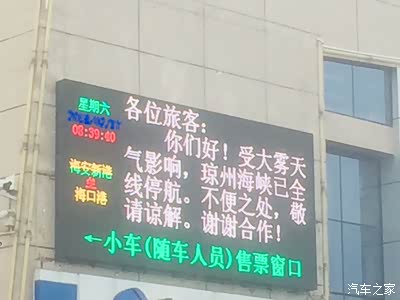 星期六
08:39:60
海安新港
至
海口港
各位旅客:
你们好!受大雾天
气影响,琼州海峡已全
线停航。不便之处,敬
请谅解。谢谢合作!
←小车(随车人员)售票窗口
汽车之家